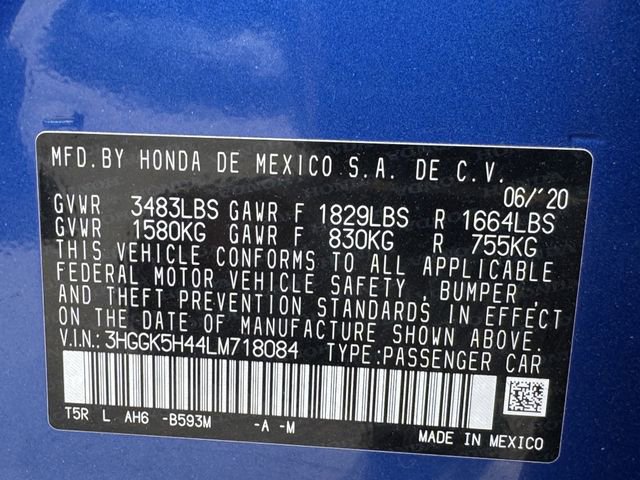 MFD.BY HONDA DE MEXICO S.A. DE C.V.
06/'20
GVWR 3483LBS GAWR F 1829LBS R 1664LBS
GVWR 1580KG GAWR F 830KG R 755KG
THIS VEHICLE CONFORMS TO ALL APPLICABLE
FEDERAL MOTOR VEHICLE SAFETY , BUMPER ,
AND THEFT PREVENTION STANDARDS IN EFFECT
ON THE DATE OF MANUFACTURE SHOWN ABOVE.
V.I.N.: 3HGGK5H44LM718084 TYPE:PASSENGER CAR
T5R L AH6 -B593M -A -M
MADE IN MEXICO